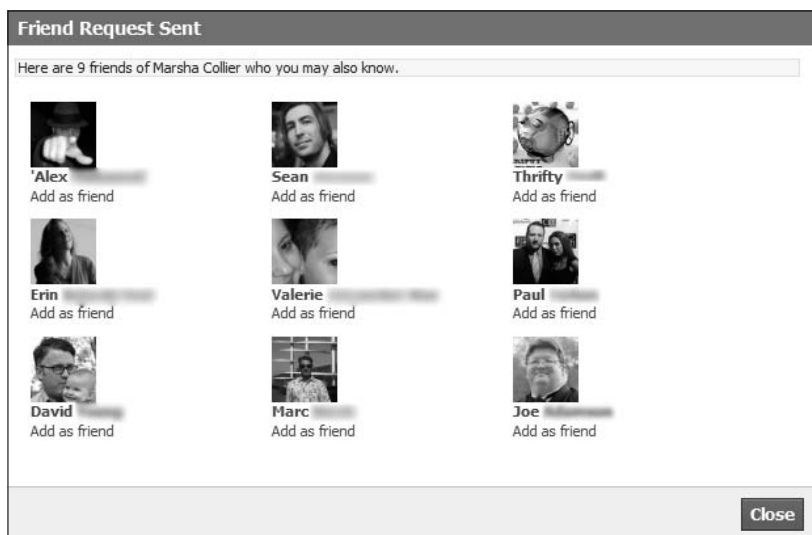 Friend Request Sent
Here are 9 friends of Marsha Collier who you may also know.
'Alex
Add as friend
Sean
Add as friend
Thrifty
Add as friend
Erin
Add as friend
Valerie
Add as friend
Paul
Add as friend
David
Add as friend
Marc
Add as friend
Joe
Add as friend
Close